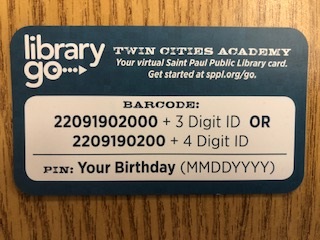 library
go
TWIN CITIES ACADEMY
Your virtual Saint Paul Public Library card.
Get started at sppl.org/go.
BARCODE:
22091902000 + 3 Digit ID OR
2209190200 + 4 Digit ID
PIN: Your Birthday (MMDDYYYY)